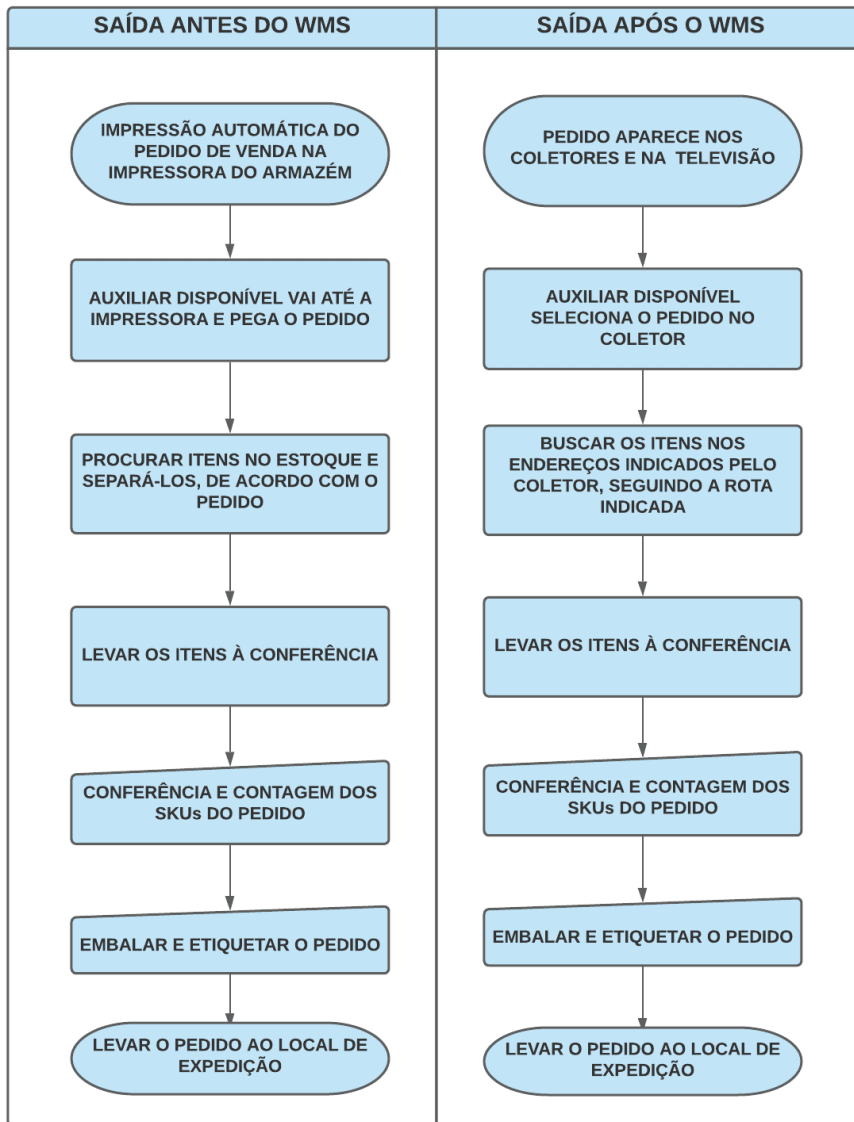 SAÍDA ANTES DO WMS
IMPRESSÃO AUTOMÁTICA DO
PEDIDO DE VENDA NA
IMPRESSORA DO ARMAZÉM
AUXILIAR DISPONÍVEL VAI ATÉ A
IMPRESSORA E PEGA O PEDIDO
PROCURAR ITENS NO ESTOQUE E
SEPARÁ-LOS, DE ACORDO COM O
PEDIDO
LEVAR OS ITENS À CONFERÊNCIA
CONFERÊNCIA E CONTAGEM DOS
SKUs DO PEDIDO
EMBALAR E ETIQUETAR O PEDIDO
LEVAR O PEDIDO AO LOCAL DE
EXPEDIÇÃO
SAÍDA APÓS O WMS
PEDIDO APARECE NOS
COLETORES E NA TELEVISÃO
AUXILIAR DISPONÍVEL
SELECIONA O PEDIDO NO
COLETOR
BUSCAR OS ITENS NOS
ENDEREÇOS INDICADOS PELO
COLETOR, SEGUINDO A ROTA
INDICADA
LEVAR OS ITENS À CONFERÊNCIA
CONFERÊNCIA E CONTAGEM DOS
SKUs DO PEDIDO
EMBALAR E ETIQUETAR O PEDIDO
LEVAR O PEDIDO AO LOCAL DE
EXPEDIÇÃO